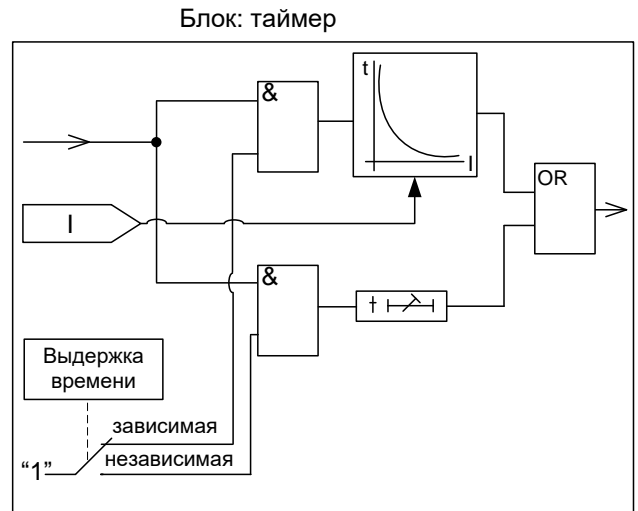 Блок: таймер
&
t
I
OR
I
&
t
Выдержка
времени
зависимая
независимая
“1”